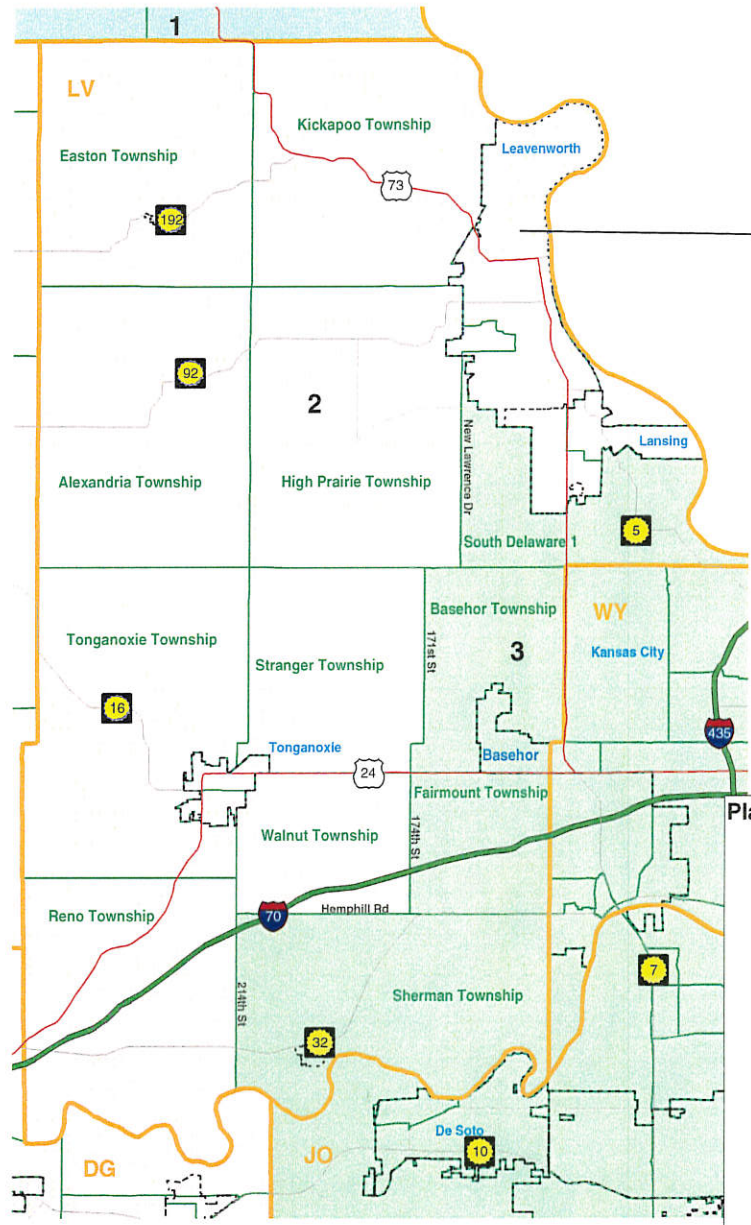 1
LV
Kickapoo Township
Easton Township
Leavenworth
73
192
92
2
New Lawrence Dr
Lansing
Alexandria Township
High Prairie Township
5
South Delaware 1
Basehor Township
WY
Tonganoxie Township
171st St
3
Kansas City
Stranger Township
16
435
Tonganoxie
Basehor
24
Fairmount Township
Pla
Walnut Township
174th St
Reno Township
70
Hemphill Rd
7
214th St
Sherman Township
32
De Soto
DG
JO
10